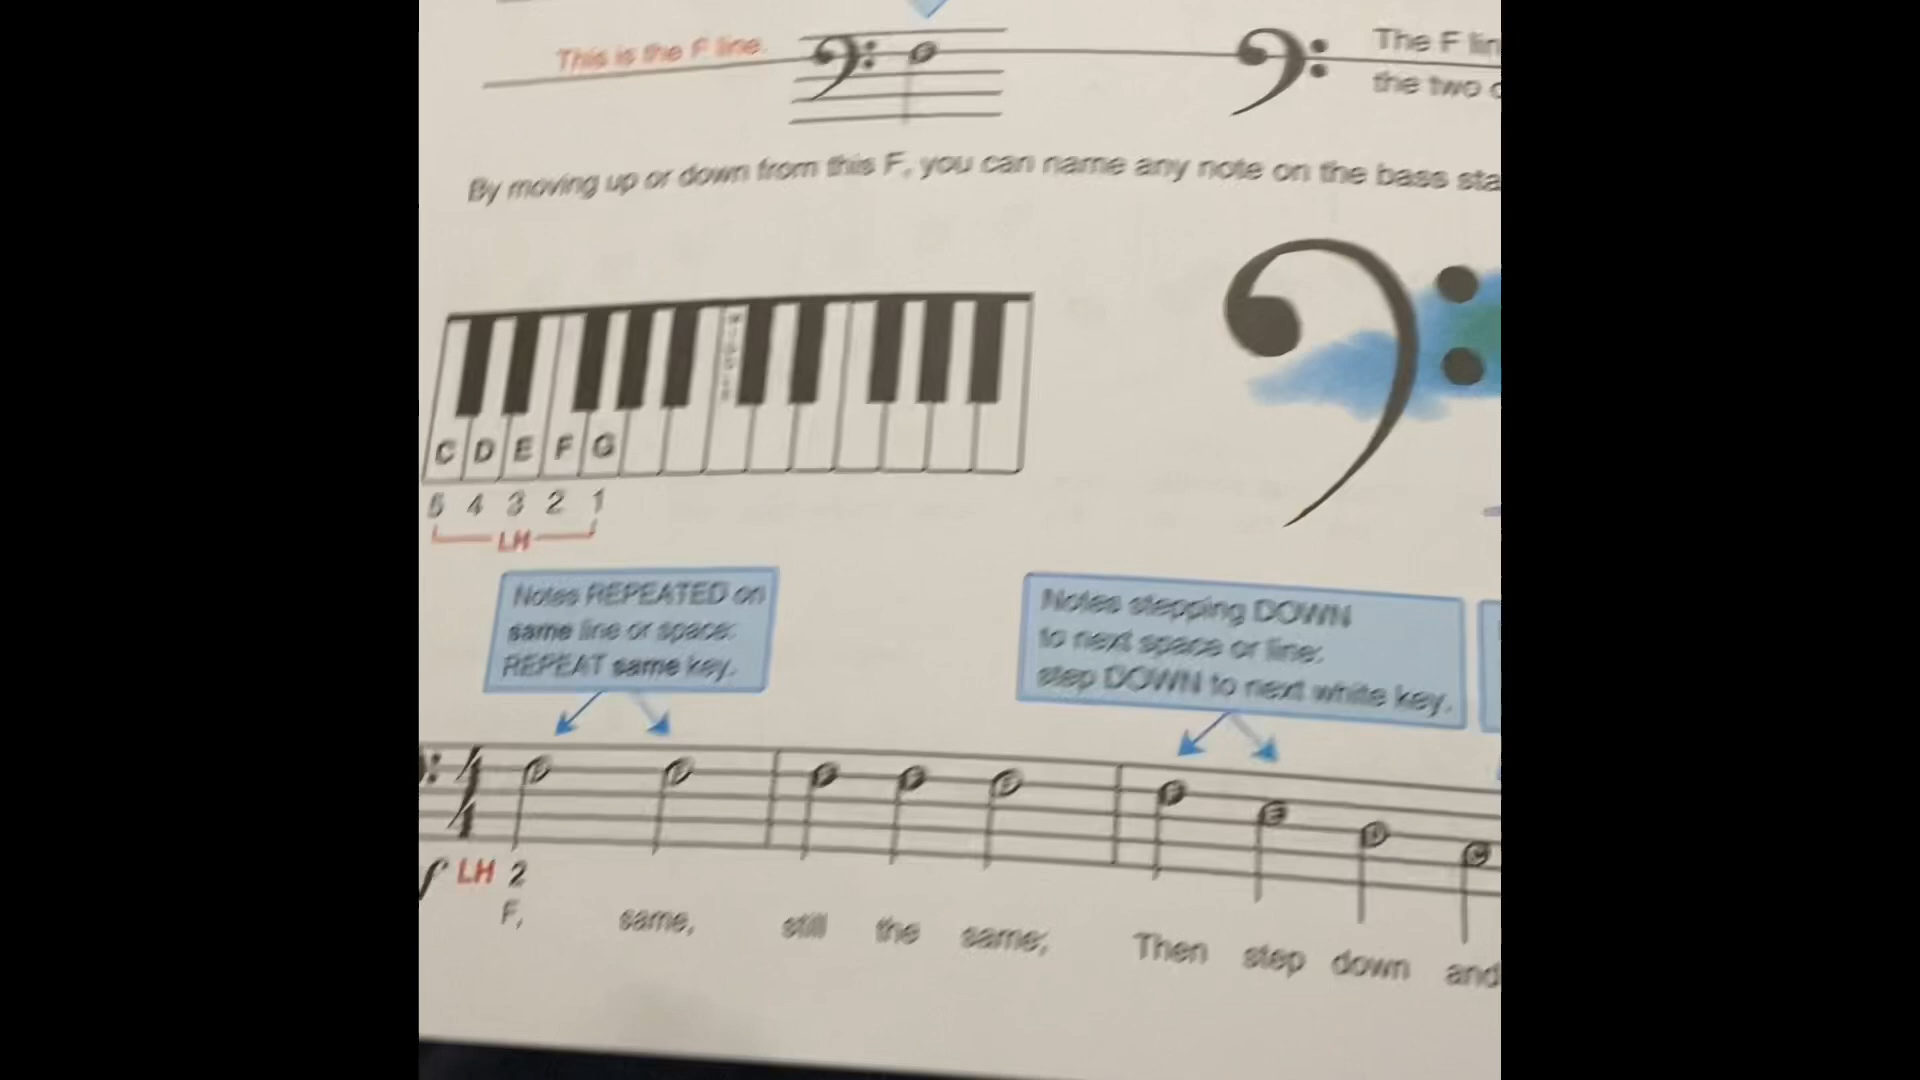 This is the F line.
The F
the two
By moving up or down from this F, you can name any note on the bass
C D E F G
5 4 3 2 1
LH
Notes REPEATED on
same line or space:
REPEAT same key.
Notes stepping DOWN
to next space or line:
step DOWN to next white key.
f LH 2
F, same, still the same; Then step down and